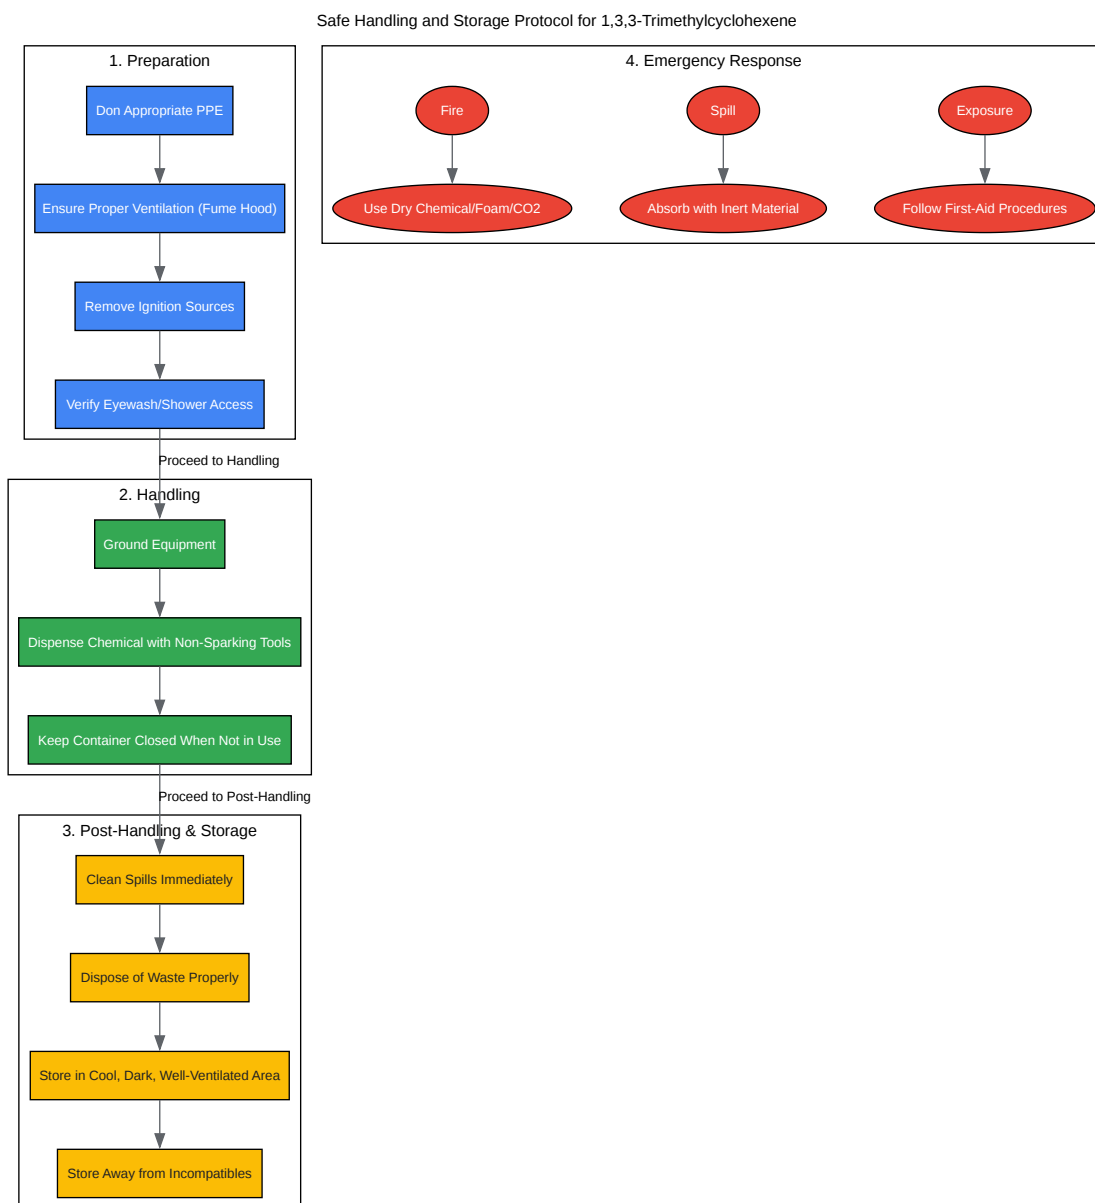 Safe Handling and Storage Protocol for 1,3,3-Trimethylcyclohexene
1. Preparation
Don Appropriate PPE
Ensure Proper Ventilation (Fume Hood)
Remove Ignition Sources
Verify Eyewash/Shower Access
Proceed to Handling
2. Handling
Ground Equipment
Dispense Chemical with Non-Sparking Tools
Keep Container Closed When Not in Use
Proceed to Post-Handling
3. Post-Handling & Storage
Clean Spills Immediately
Dispose of Waste Properly
Store in Cool, Dark, Well-Ventilated Area
Store Away from Incompatibles
4. Emergency Response
Fire
Use Dry Chemical/Foam/CO2
Spill
Absorb with Inert Material
Exposure
Follow First-Aid Procedures